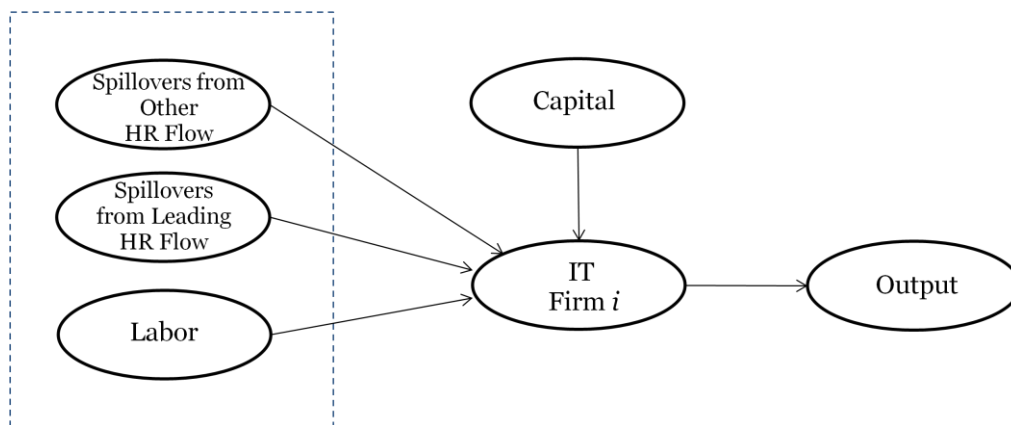 Spillovers from
Other
HR Flow
Capital
Spillovers
from Leading
HR Flow
IT
Firm i
Output
Labor